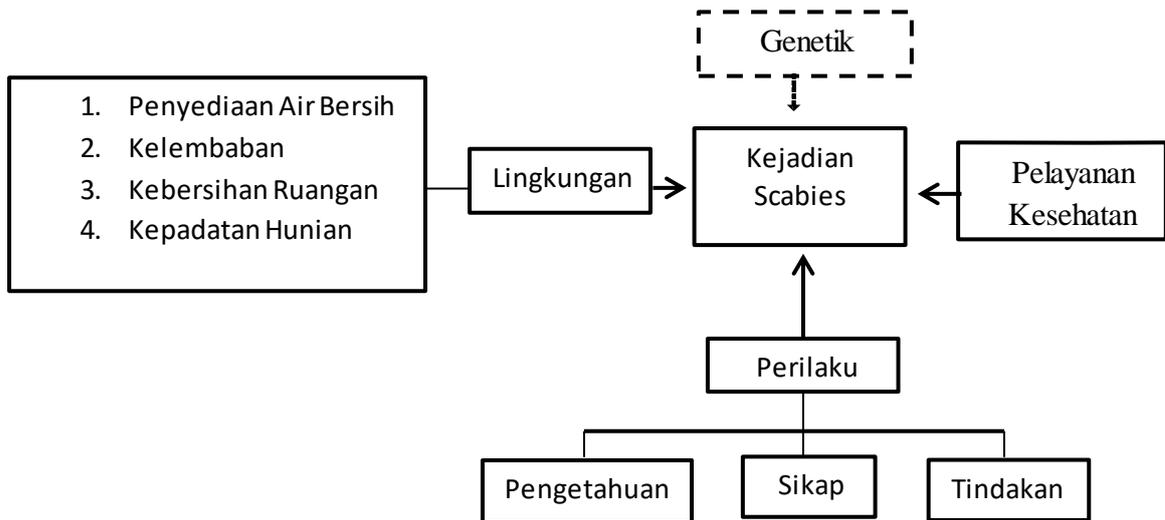 Genetik
1. Penyediaan Air Bersih
2. Kelembaban
3. Kebersihan Ruangan
4. Kepadatan Hunian
Lingkungan
Kejadian
Scabies
Pelayanan
Kesehatan
Perilaku
Pengetahuan
Sikap
Tindakan